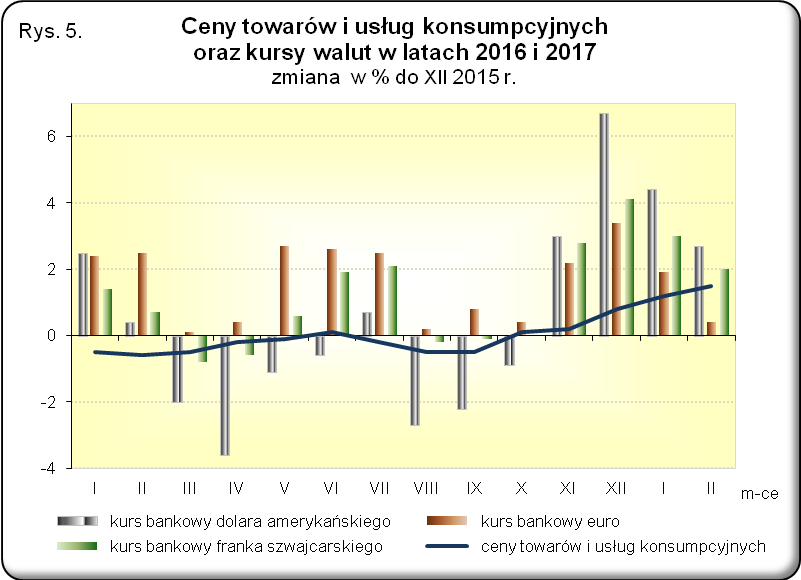 Rys. 5.
Ceny towarów i usług konsumpcyjnych
oraz kursy walut w latach 2016 i 2017
zmiana w % do XII 2015 r.
6
4
2
0
-2
-4
I II III IV V VI VII VIII IX X XI XII I II
m-ce
kurs bankowy dolara amerykańskiego
kurs bankowy euro
kurs bankowy franka szwajcarskiego
ceny towarów i usług konsumpcyjnych